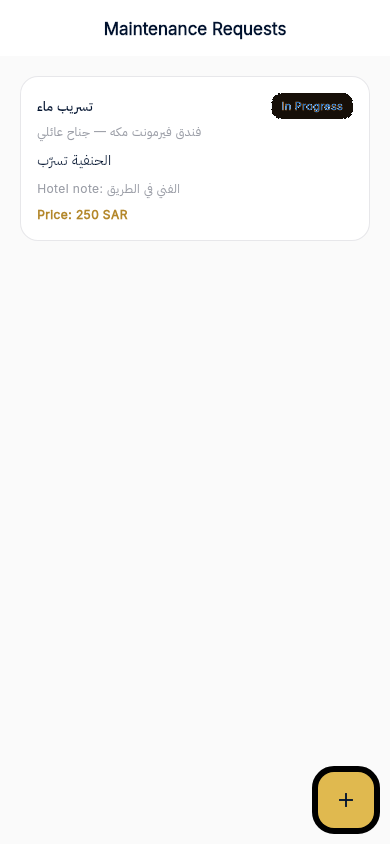 Maintenance Requests
تسريب ماء
In Progress
فندق فيرمونت مكه — جناح عائلي
الحنفية تسرّب
Hotel note: الفني في الطريق
Price: 250 SAR
+